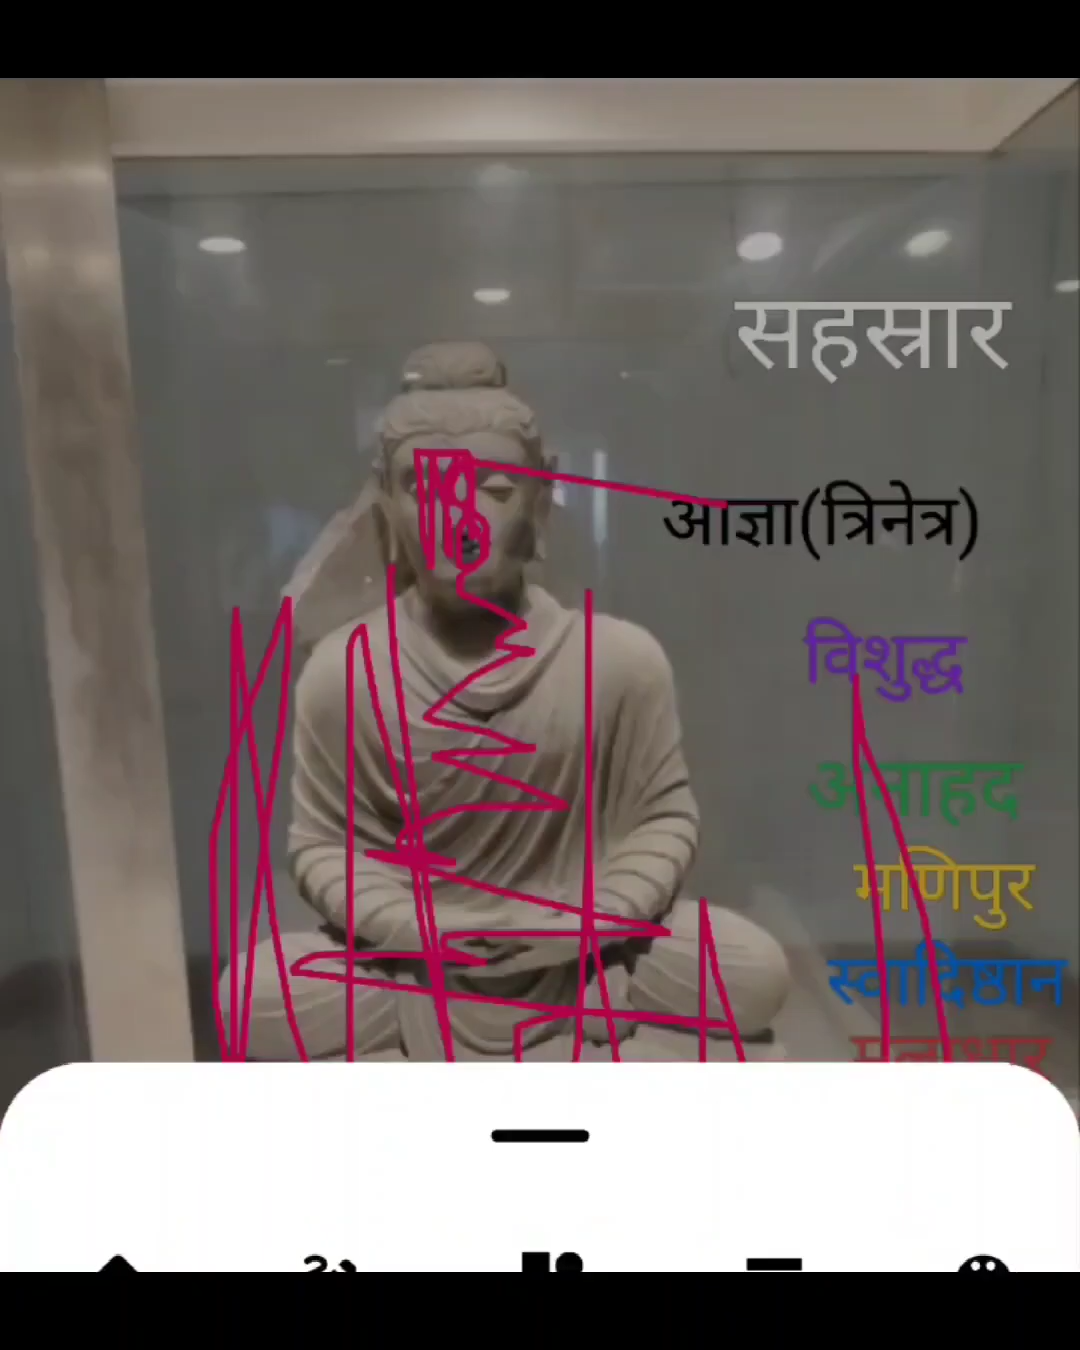 सहस्रार
आज्ञा(त्रिनेत्र)
विशुद्ध
अनाहद
मणिपुर
स्वादिष्ठान
मूलाधार